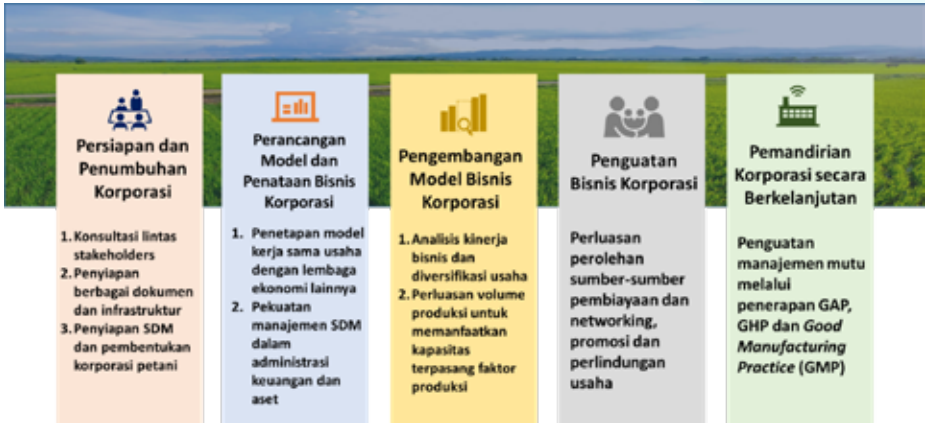 Persiapan dan
Penumbuhan
Korporasi
1. Konsultasi lintas
stakeholders
2. Penyiapan
berbagai dokumen
dan infrastruktur
3. Penyiapan SDM
dan pembentukan
korporasi petani
Perancangan
Model dan
Penataan Bisnis
Korporasi
1. Penetapan model
kerja sama usaha
dengan lembaga
ekonomi lainnya
2. Pekuatan
manajemen SDM
dalam
administrasi
keuangan dan
aset
Pengembangan
Model Bisnis
Korporasi
1. Analisis kinerja
bisnis dan
diversifikasi usaha
2. Perluasan volume
produksi untuk
memanfaatkan
kapasitas
terpasang faktor
produksi
Penguatan
Bisnis Korporasi
Perluasan
perolehan
sumber-sumber
pembiayaan dan
networking,
promosi dan
perlindungan
usaha
Pemandirian
Korporasi secara
Berkelanjutan
Penguatan
manajemen mutu
melalui
penerapan GAP,
GHP dan Good
Manufacturing
Practice (GMP)